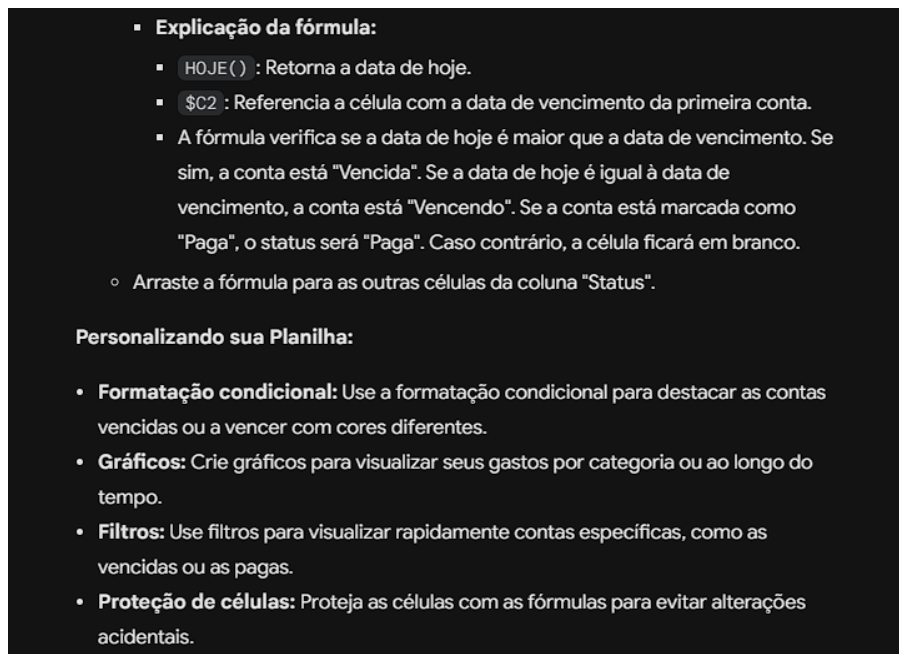 ▪ Explicação da fórmula:
▪ HOJE() : Retorna a data de hoje.
▪ $C2 : Referencia a célula com a data de vencimento da primeira conta.
▪ A fórmula verifica se a data de hoje é maior que a data de vencimento. Se
sim, a conta está "Vencida". Se a data de hoje é igual à data de
vencimento, a conta está "Vencendo". Se a conta está marcada como
"Paga", o status será "Paga". Caso contrário, a célula ficará em branco.
○ Arraste a fórmula para as outras células da coluna "Status".
Personalizando sua Planilha:
• Formatação condicional: Use a formatação condicional para destacar as contas
vencidas ou a vencer com cores diferentes.
• Gráficos: Crie gráficos para visualizar seus gastos por categoria ou ao longo do
tempo.
• Filtros: Use filtros para visualizar rapidamente contas específicas, como as
vencidas ou as pagas.
• Proteção de células: Proteja as células com as fórmulas para evitar alterações
acidentais.